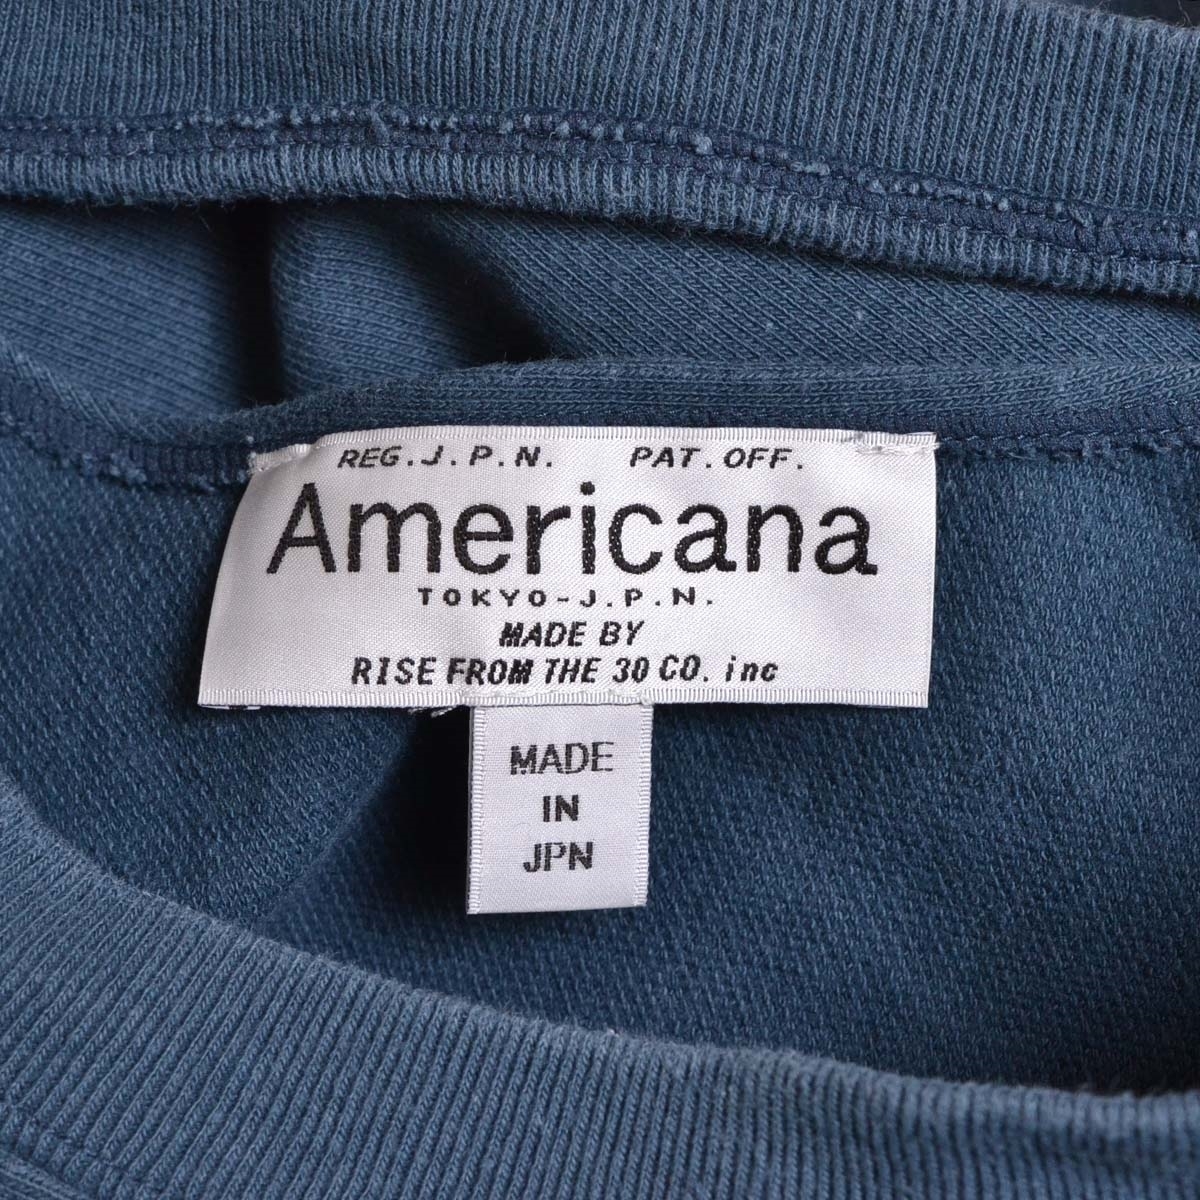 REG.J.P.N. PAT.OFF.
Americana
TOKYO-J.P.N.
MADE BY
RISE FROM THE 30 CO. inc
MADE
IN
JPN